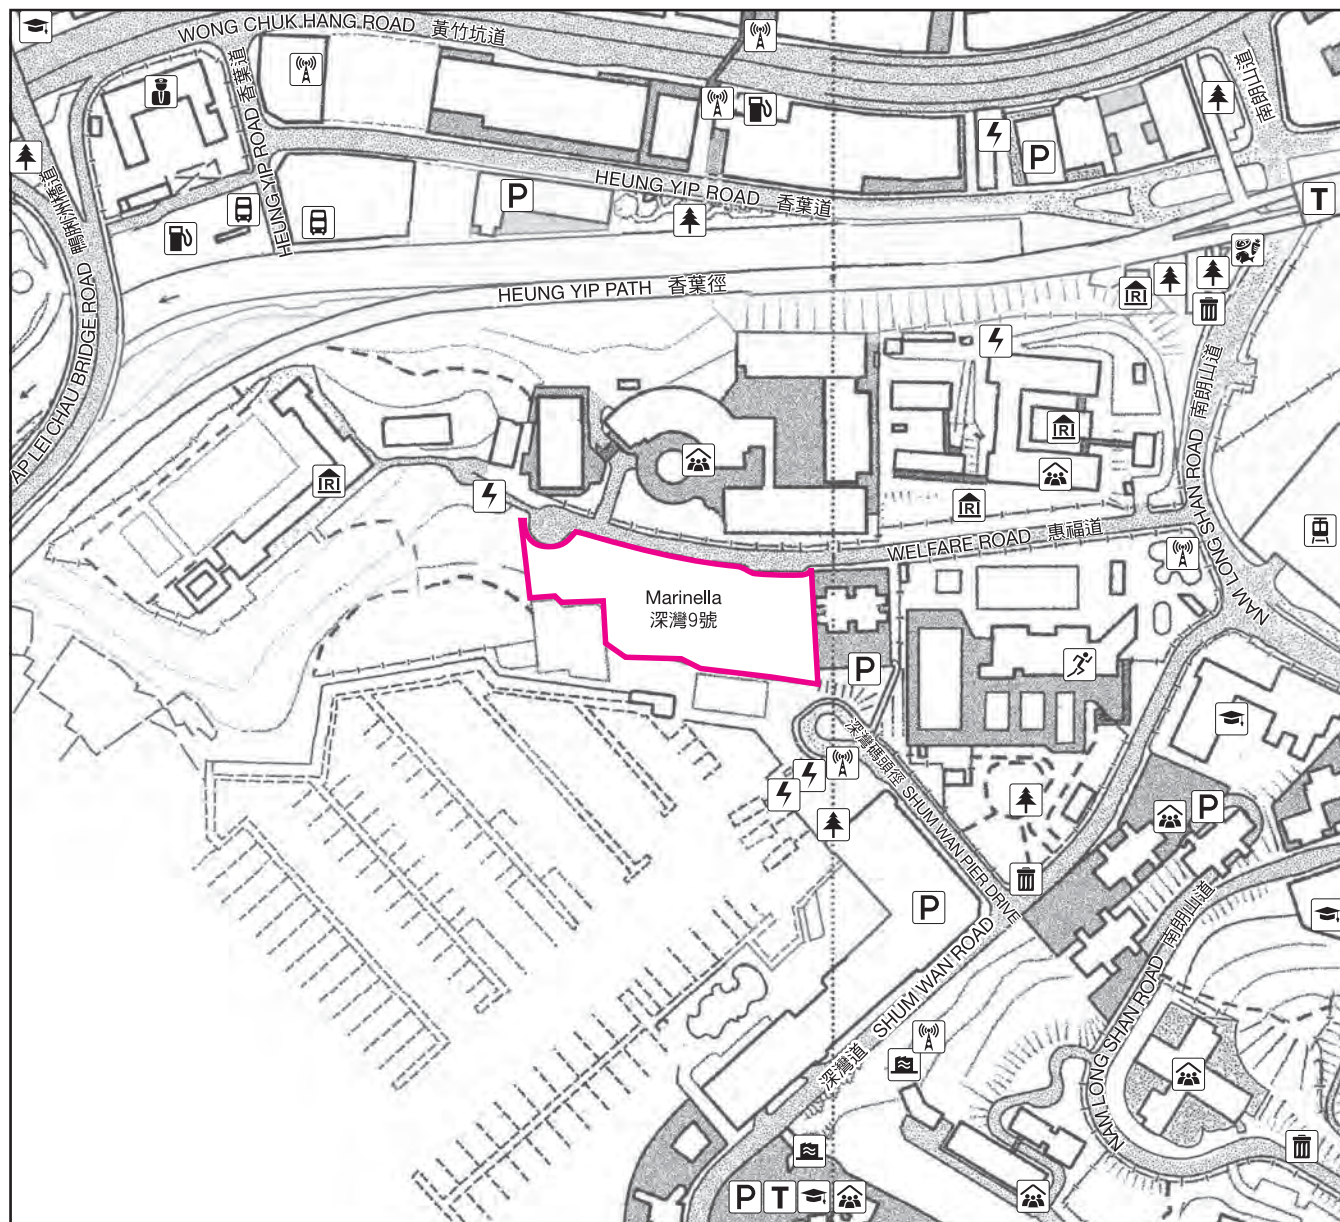 WONG CHUK HANG ROAD 黃竹坑道
HEUNG YIP ROAD 香葉道
南朗山道
P
HEUNG YIP ROAD 香葉道
P
T
AP LEI CHAU BRIDGE ROAD 鴨脷洲橋道
HEUNG YIP PATH 香葉徑
R
R
R
R
NAM LONG SHAN ROAD 南朗山道
WELFARE ROAD 惠福道
Marinella
深灣9號
P
深灣碼頭徑 SHUM WAN PIER DRIVE
P
P
深灣道 SHUM WAN ROAD
NAM LONG SHAN ROAD 南朗山道
P T